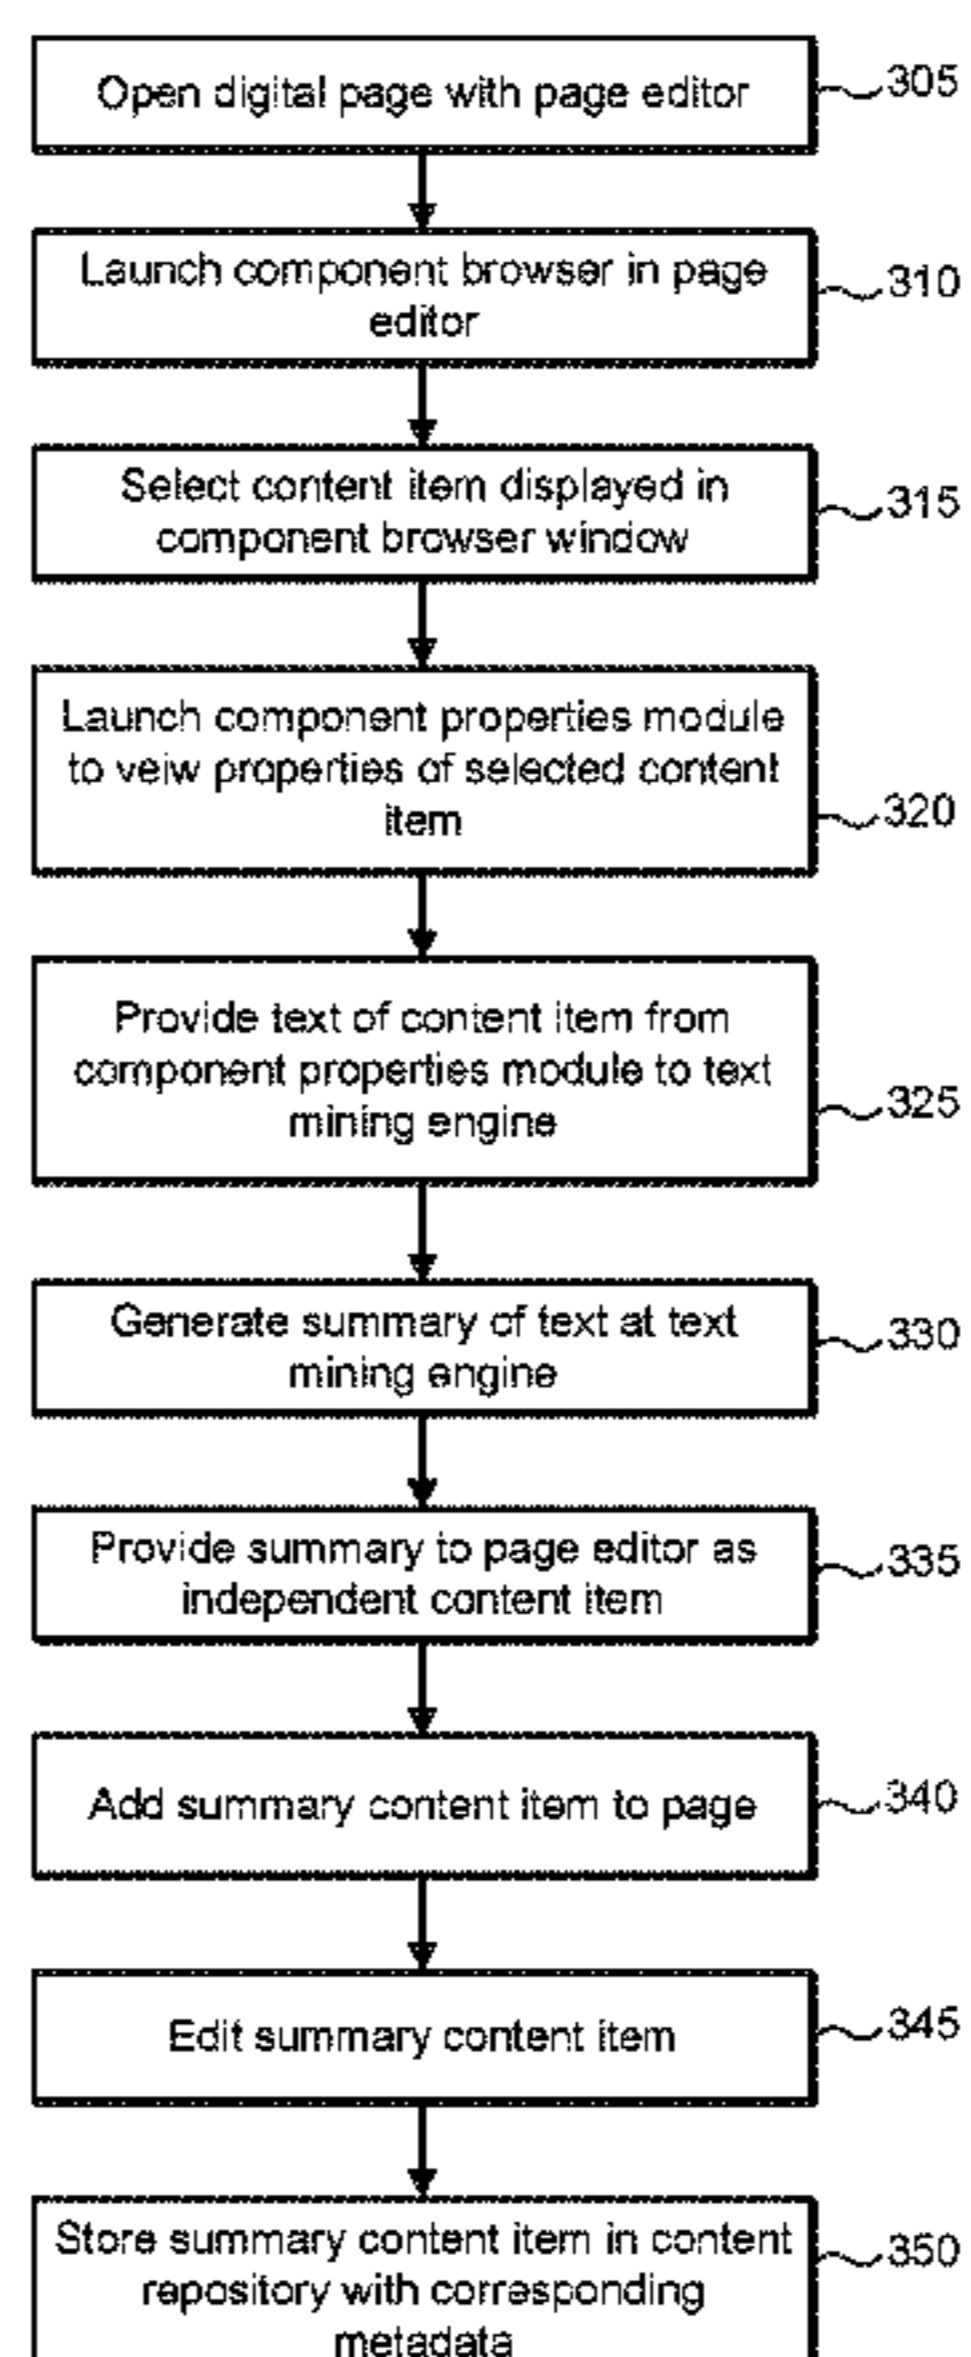 Open digital page with page editor
305
Launch component browser in page
editor
310
Select content item displayed in
component browser window
315
Launch component properties module
to veiw properties of selected content
item
320
Provide text of content item from
component properties module to text
mining engine
325
Generate summary of text at text
mining engine
330
Provide summary to page editor as
independent content item
335
Add summary content item to page
340
Edit summary content item
345
Store summary content item in content
repository with corresponding
metadata
350